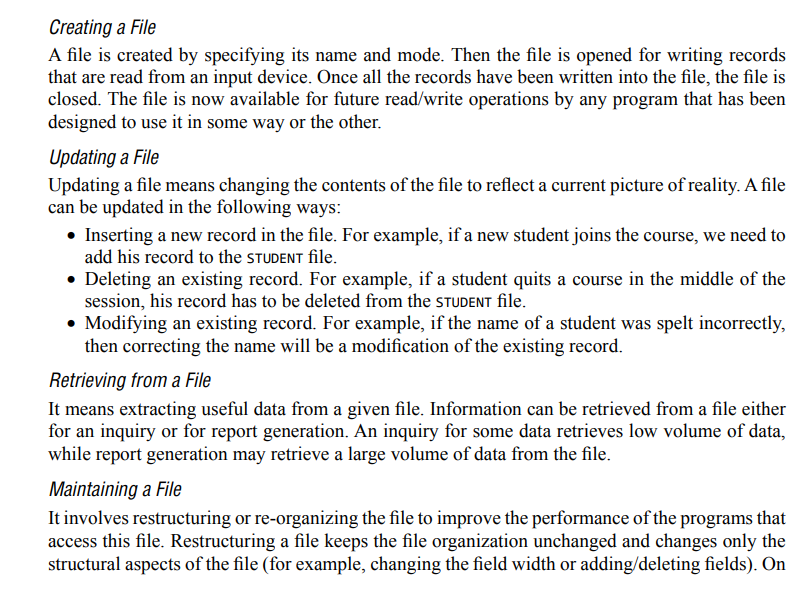 Creating a File
A file is created by specifying its name and mode. Then the file is opened for writing records
that are read from an input device. Once all the records have been written into the file, the file is
closed. The file is now available for future read/write operations by any program that has been
designed to use it in some way or the other.
Updating a File
Updating a file means changing the contents of the file to reflect a current picture of reality. A file
can be updated in the following ways:
• Inserting a new record in the file. For example, if a new student joins the course, we need to
add his record to the STUDENT file.
• Deleting an existing record. For example, if a student quits a course in the middle of the
session, his record has to be deleted from the STUDENT file.
• Modifying an existing record. For example, if the name of a student was spelt incorrectly,
then correcting the name will be a modification of the existing record.
Retrieving from a File
It means extracting useful data from a given file. Information can be retrieved from a file either
for an inquiry or for report generation. An inquiry for some data retrieves low volume of data,
while report generation may retrieve a large volume of data from the file.
Maintaining a File
It involves restructuring or re-organizing the file to improve the performance of the programs that
access this file. Restructuring a file keeps the file organization unchanged and changes only the
structural aspects of the file (for example, changing the field width or adding/deleting fields). On